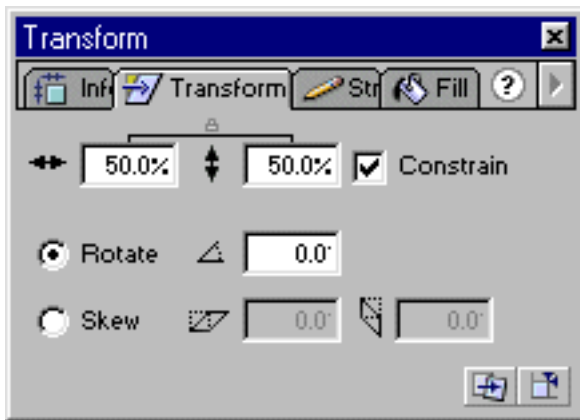 Transform
Inf Transform Str Fill ?
50.0% 50.0% Constrain
Rotate 0.0°
Skew 0.0° 0.0°